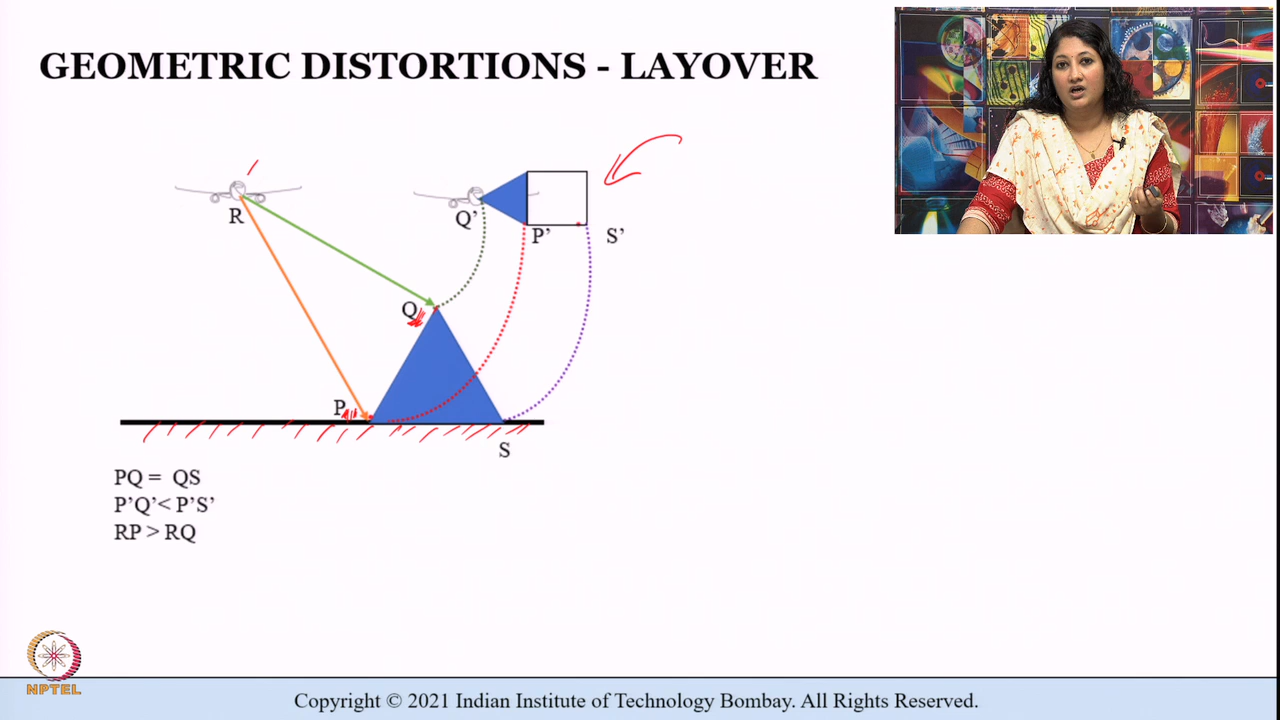 GEOMETRIC DISTORTIONS - LAYOVER
R
Q'
P'
S'
Q
P
S
PQ = QS
P'Q'< P'S'
RP > RQ
NPTEL
Copyright © 2021 Indian Institute of Technology Bombay. All Rights Reserved.